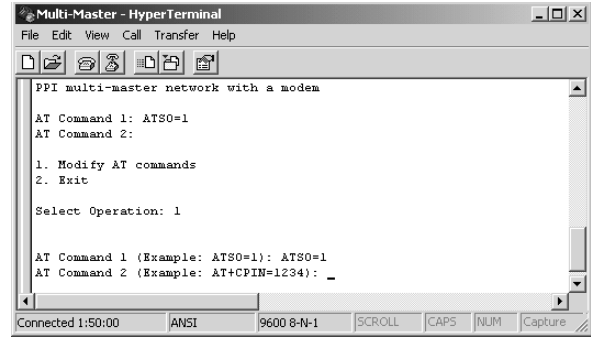 Multi-Master - HyperTerminal
File Edit View Call Transfer Help
PPI multi-master network with a modem
AT Command 1: ATS0=1
AT Command 2:
1. Modify AT commands
2. Exit
Select Operation: 1
AT Command 1 (Example: ATS0=1): ATS0=1
AT Command 2 (Example: AT+CPIN=1234): _
Connected 1:50:00 ANSI 9600 8-N-1 SCROLL CAPS NUM Capture